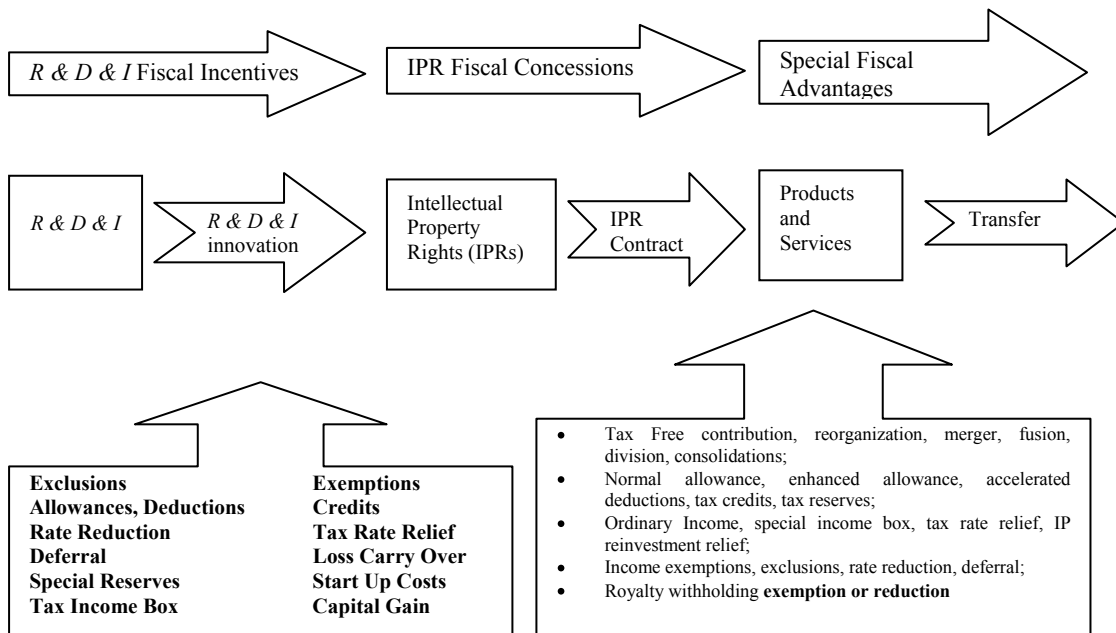 R & D & I Fiscal Incentives
IPR Fiscal Concessions
Special Fiscal
Advantages
R & D & I
R & D & I
innovation
Intellectual
Property
Rights (IPRs)
IPR
Contract
Products
and
Services
Transfer
Exclusions
Allowances, Deductions
Rate Reduction
Deferral
Special Reserves
Tax Income Box
Exemptions
Credits
Tax Rate Relief
Loss Carry Over
Start Up Costs
Capital Gain
• Tax Free contribution, reorganization, merger, fusion,
division, consolidations;
• Normal allowance, enhanced allowance, accelerated
deductions, tax credits, tax reserves;
• Ordinary Income, special income box, tax rate relief, IP
reinvestment relief;
• Income exemptions, exclusions, rate reduction, deferral;
• Royalty withholding exemption or reduction